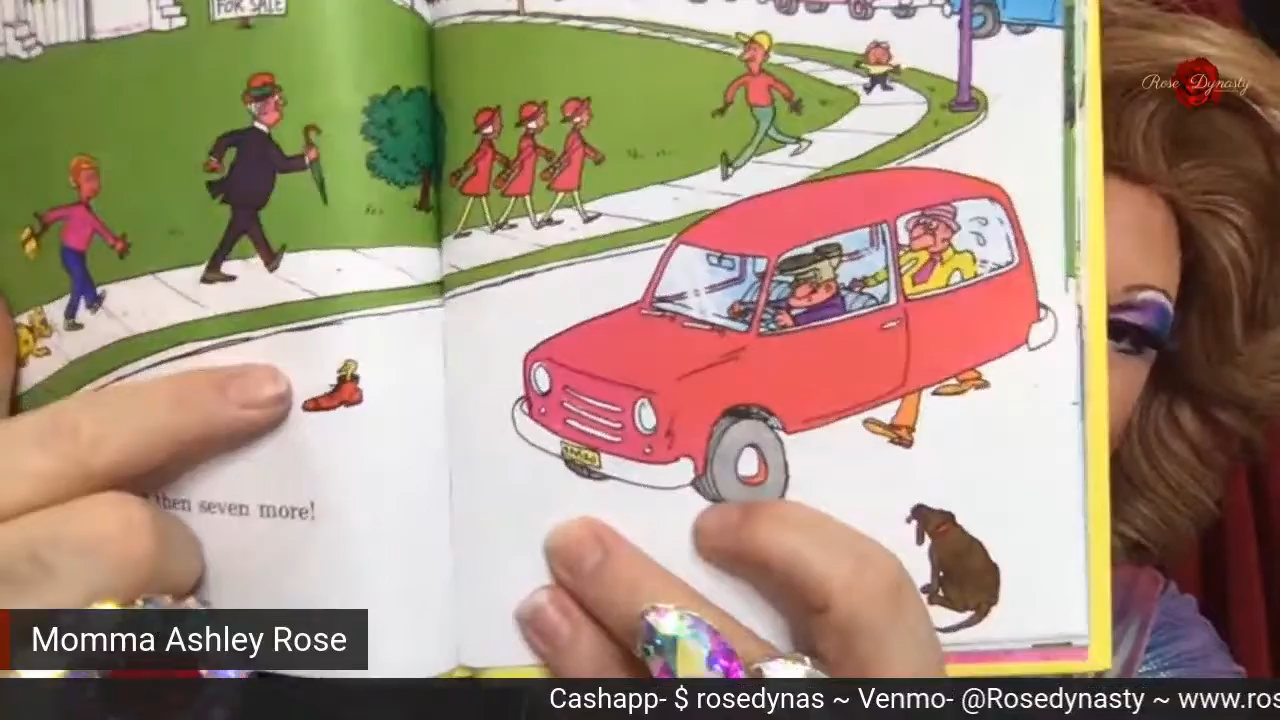 FOR SALE
Rose Dynasty
then seven more!
Momma Ashley Rose
Cashapp- $ rosedynas ~ Venmo- @Rosedynasty ~ www.ros